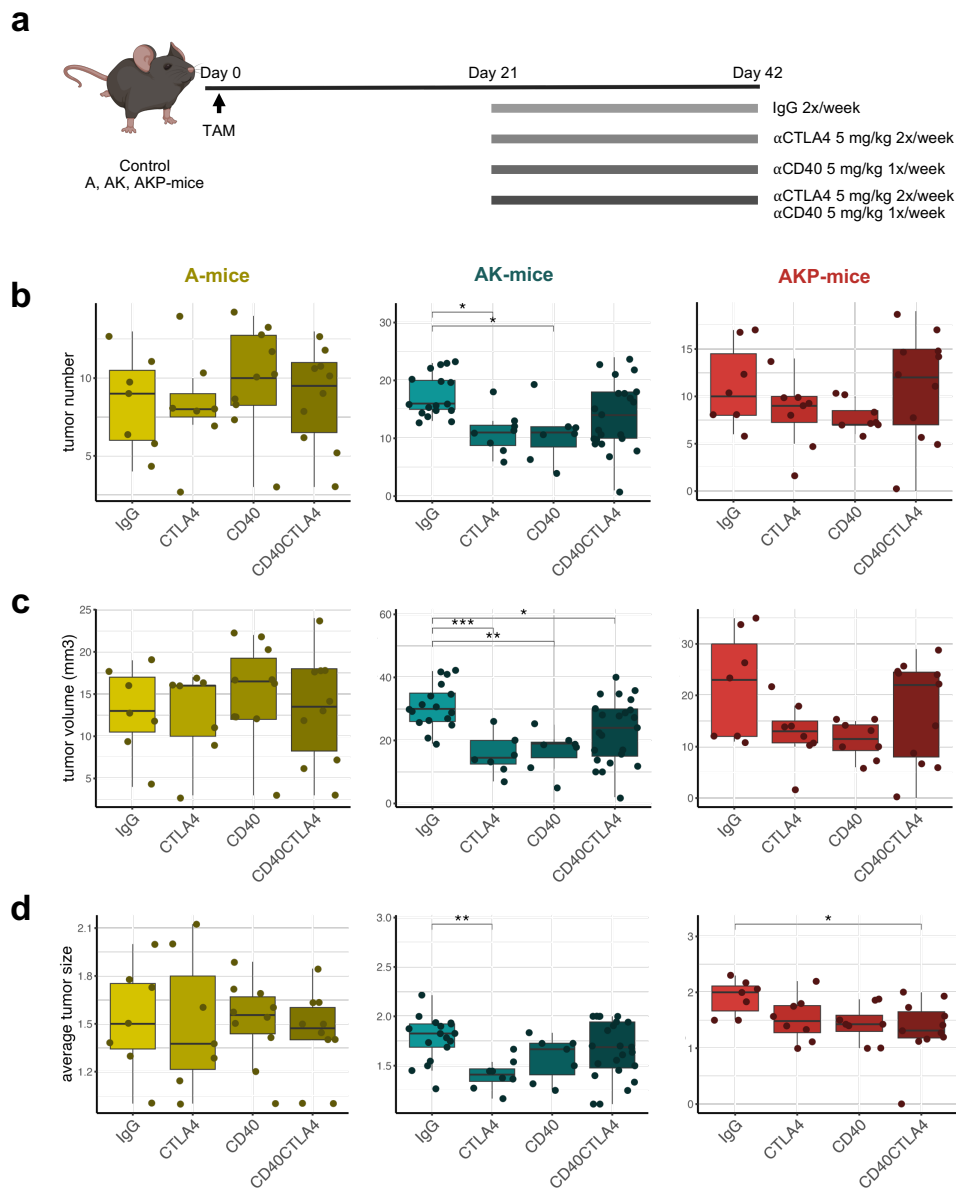 a
Day 0
Day 21
Day 42
TAM
Control
A, AK, AKP-mice
IgG 2x/week
αCTLA4 5 mg/kg 2x/week
αCD40 5 mg/kg 1x/week
αCTLA4 5 mg/kg 2x/week
αCD40 5 mg/kg 1x/week
A-mice
AK-mice
AKP-mice
b
tumor number
10
5
IgG
CTLA4
CD40
CD40CTLA4
30
20
10
0
*
*
IgG
CTLA4
CD40
CD40CTLA4
15
10
5
0
IgG
CTLA4
CD40
CD40CTLA4
c
tumor volume (mm3)
25
20
15
10
5
IgG
CTLA4
CD40
CD40CTLA4
60
40
20
0
*
***
**
IgG
CTLA4
CD40
CD40CTLA4
30
20
10
0
IgG
CTLA4
CD40
CD40CTLA4
d
average tumor size
2.1
1.8
1.5
1.2
IgG
CTLA4
CD40
CD40CTLA4
3.0
2.5
2.0
1.5
**
IgG
CTLA4
CD40
CD40CTLA4
3
2
1
0
*
IgG
CTLA4
CD40
CD40CTLA4